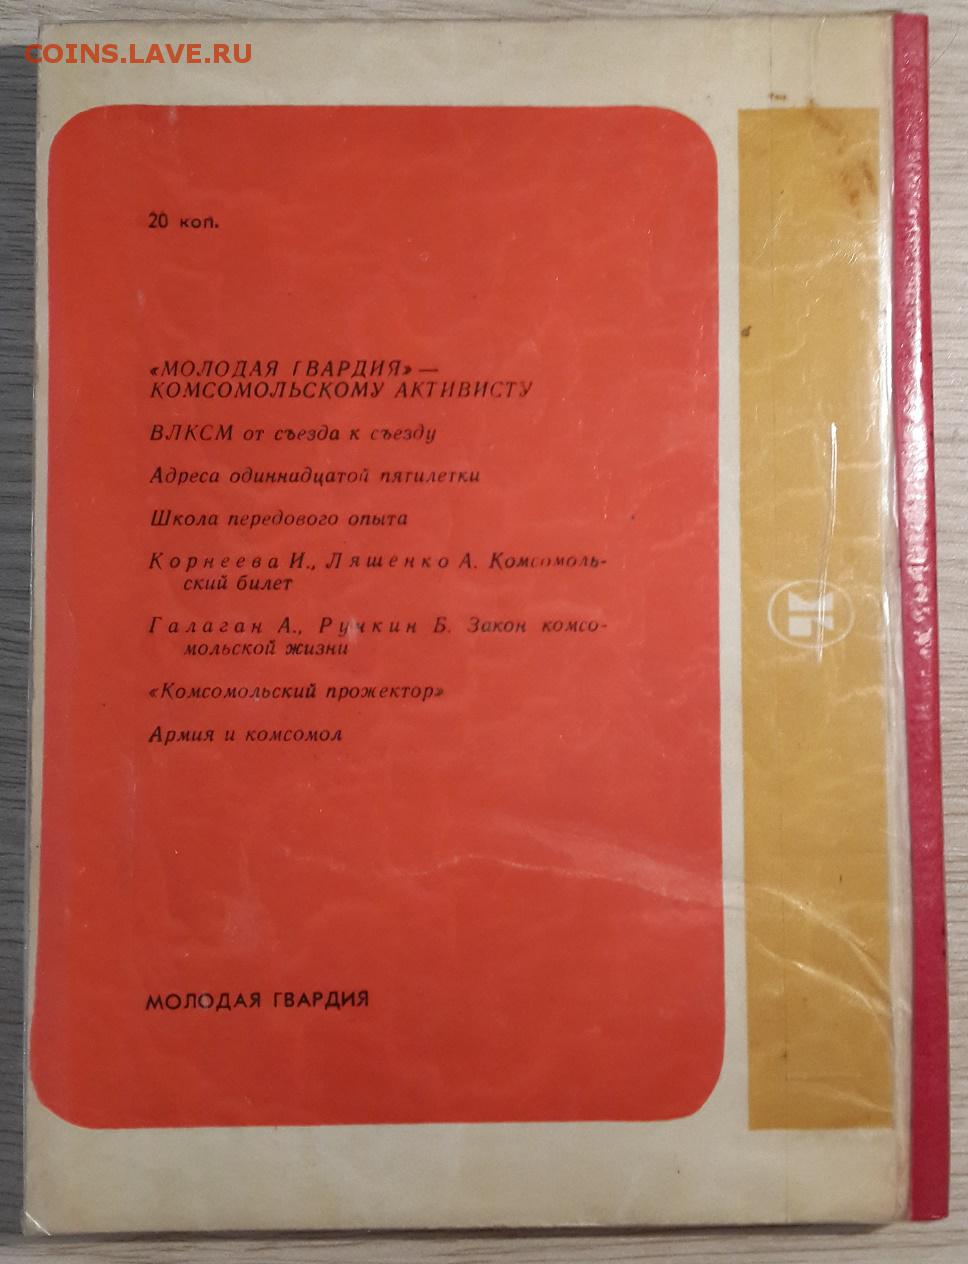 COINS.LAVE.RU
20 коп.
«МОЛОДАЯ ГВАРДИЯ» —
КОМСОМОЛЬСКОМУ АКТИВИСТУ
ВЛКСМ от съезда к съезду
Адреса одиннадцатой пятилетки
Школа передового опыта
Корнеева И., Ляшенко А. Комсомоль-
ский билет
Галаган А., Ручкин Б. Закон комсо-
мольской жизни
«Комсомольский прожектор»
Армия и комсомол
МОЛОДАЯ ГВАРДИЯ